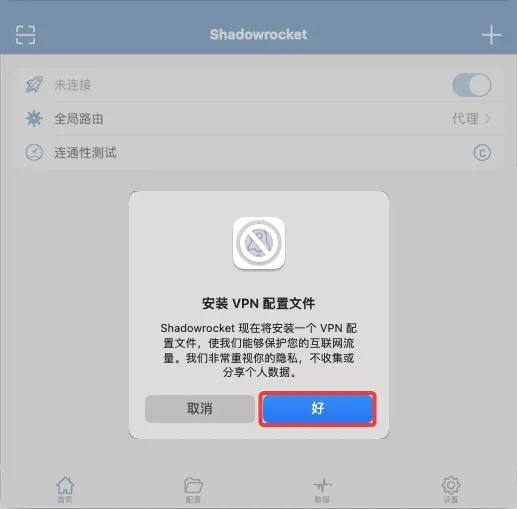 Shadowrocket
未连接
全局路由
代理
连通性测试
C
安装 VPN 配置文件
Shadowrocket 现在将安装一个 VPN 配
置文件，使我们能够保护您的互联网流
量。我们非常重视你的隐私，不收集或
分享个人数据。
取消
好
首页
配置
数据
设置